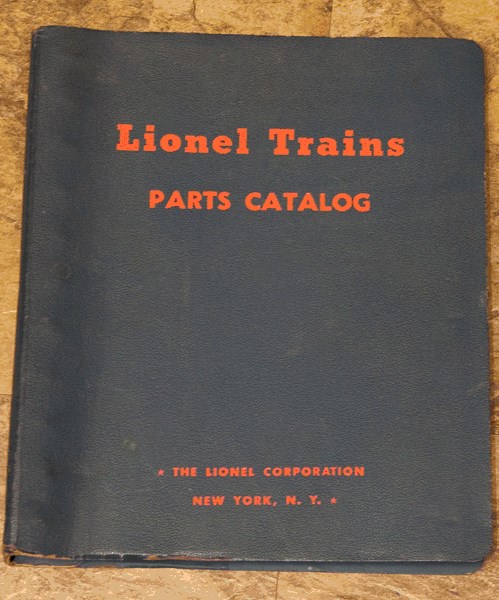 Lionel Trains
PARTS CATALOG
* THE LIONEL CORPORATION
NEW YORK, N. Y. *